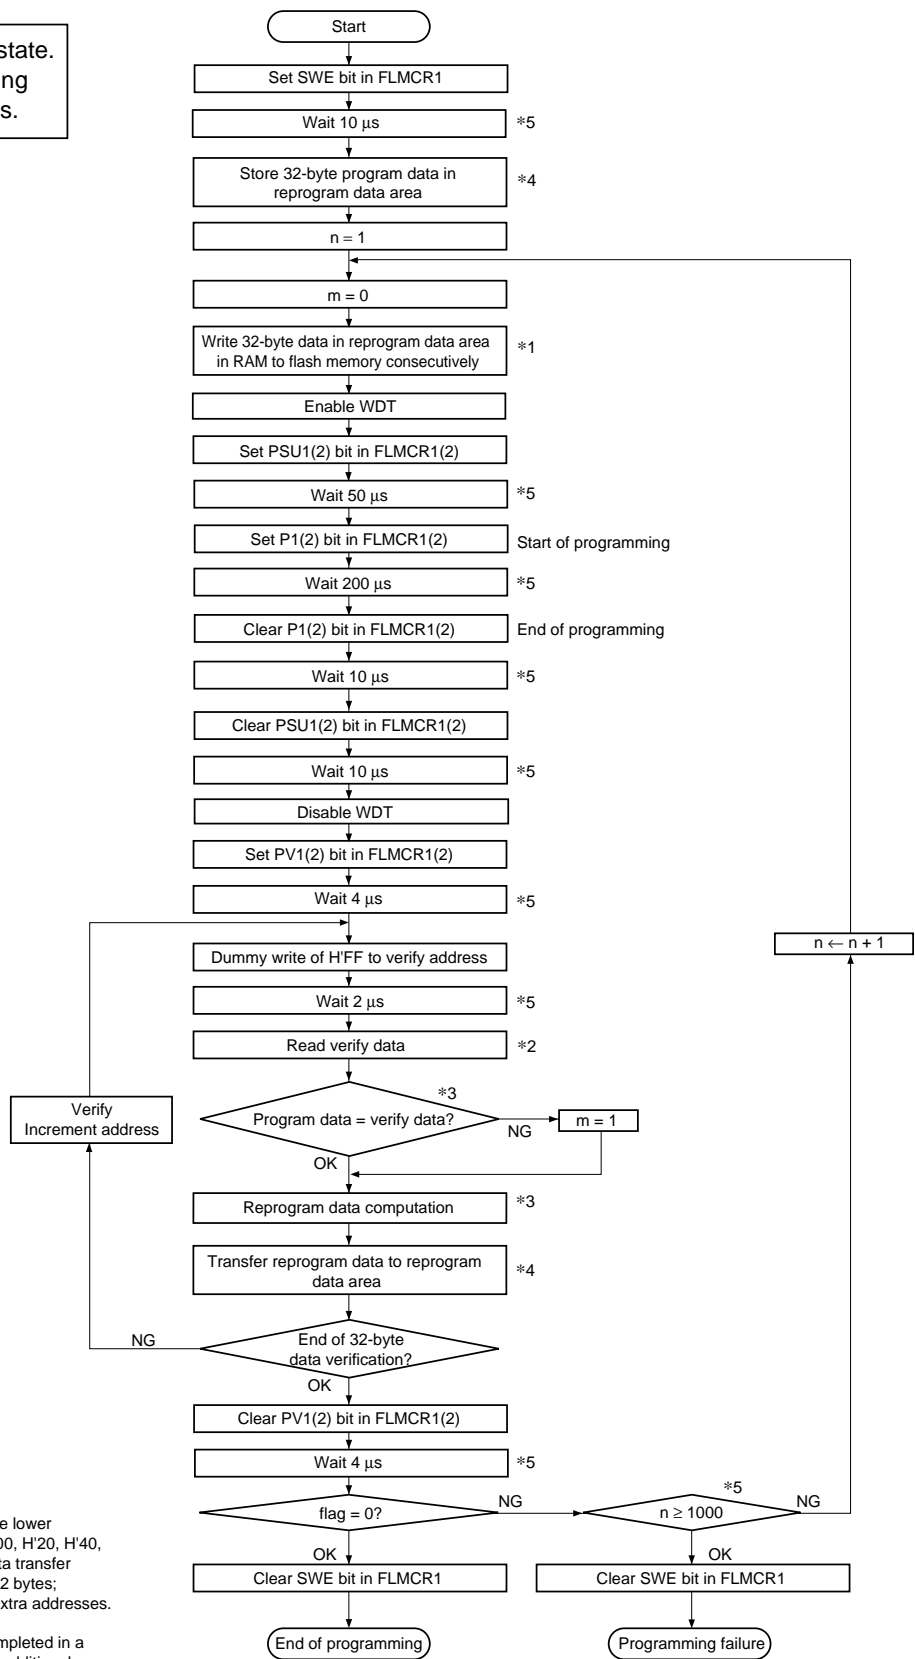 Start
state.
ng
s.
Set SWE bit in FLMCR1
Wait 10 µs
*5
Store 32-byte program data in
reprogram data area
*4
n = 1
m = 0
Write 32-byte data in reprogram data area
in RAM to flash memory consecutively
*1
Enable WDT
Set PSU1(2) bit in FLMCR1(2)
Wait 50 µs
*5
Set P1(2) bit in FLMCR1(2)
Start of programming
Wait 200 µs
*5
Clear P1(2) bit in FLMCR1(2)
End of programming
Wait 10 µs
*5
Clear PSU1(2) bit in FLMCR1(2)
Wait 10 µs
*5
Disable WDT
Set PV1(2) bit in FLMCR1(2)
Wait 4 µs
*5
n ← n + 1
Dummy write of H'FF to verify address
Wait 2 µs
*5
Read verify data
*2
Verify
Increment address
*3
Program data = verify data?
NG
m = 1
OK
Reprogram data computation
*3
Transfer reprogram data to reprogram
data area
*4
NG
End of 32-byte
data verification?
OK
Clear PV1(2) bit in FLMCR1(2)
Wait 4 µs
*5
*5
flag = 0?
NG
n ≥ 1000
NG
OK
OK
Clear SWE bit in FLMCR1
Clear SWE bit in FLMCR1
End of programming
Programming failure
e lower
00, H'20, H'40,
ta transfer
2 bytes;
xtra addresses.
mpleted in a